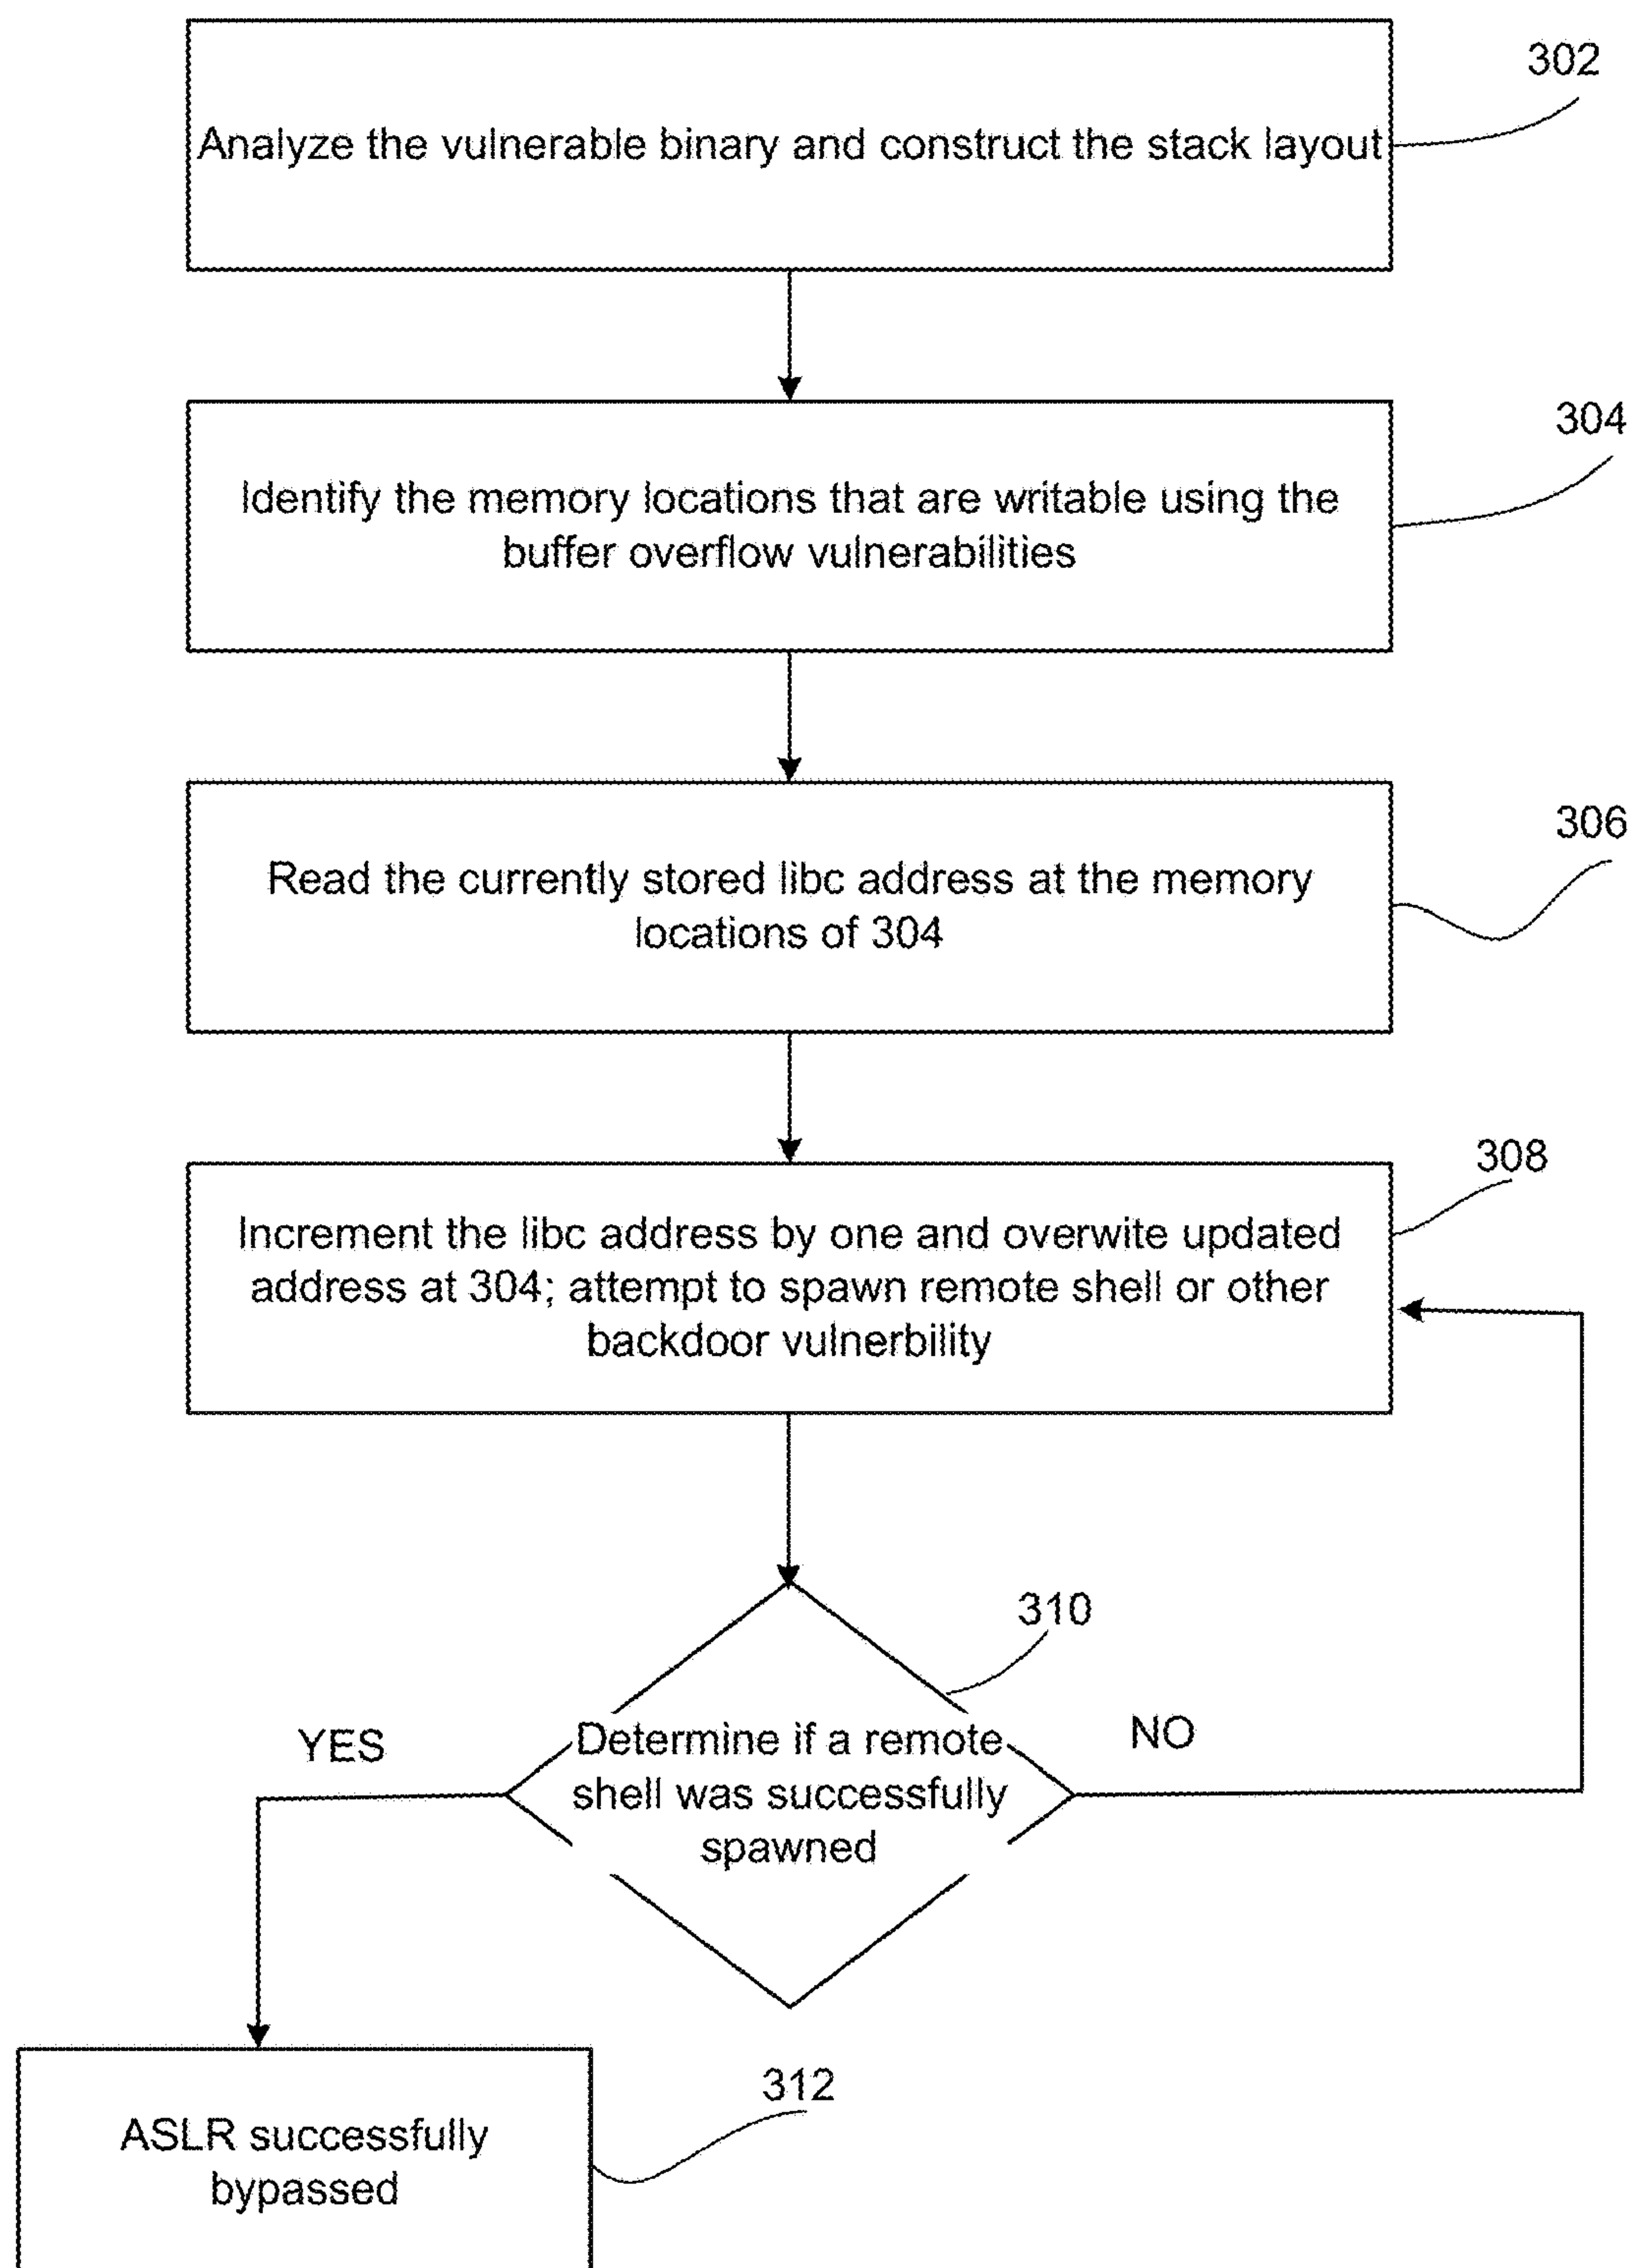 302
Analyze the vulnerable binary and construct the stack layout
304
Identify the memory locations that are writable using the
buffer overflow vulnerabilities
306
Read the currently stored libc address at the memory
locations of 304
308
Increment the libc address by one and overwite updated
address at 304; attempt to spawn remote shell or other
backdoor vulnerbility
310
YES
NO
Determine if a remote
shell was successfully
spawned
312
ASLR successfully
bypassed